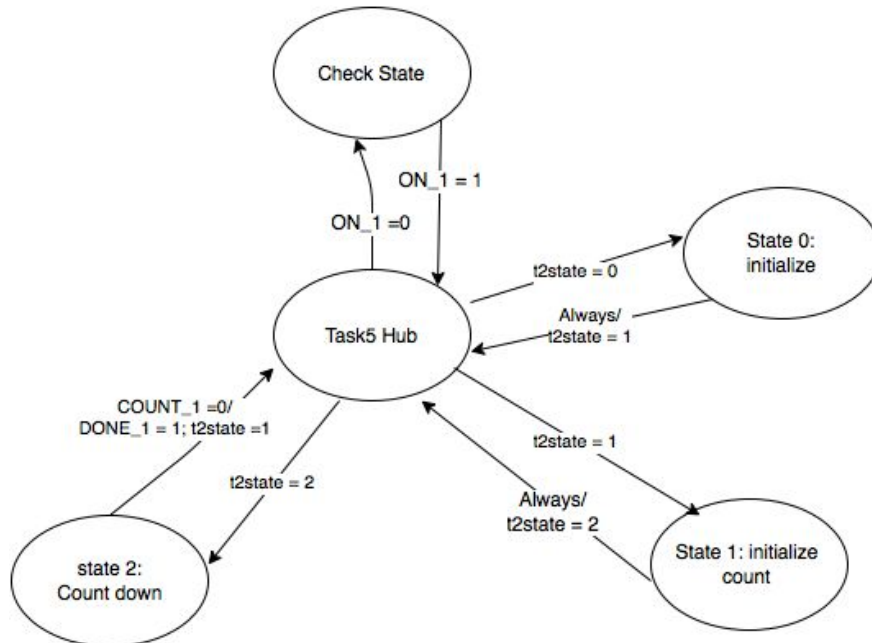 Check State
ON_1 = 1
ON_1 =0
State 0:
initialize
t2state = 0
Always/
t2state = 1
Task5 Hub
COUNT_1 =0/
DONE_1 = 1; t2state =1
t2state = 1
t2state = 2
Always/
t2state = 2
State 1: initialize
count
state 2:
Count down